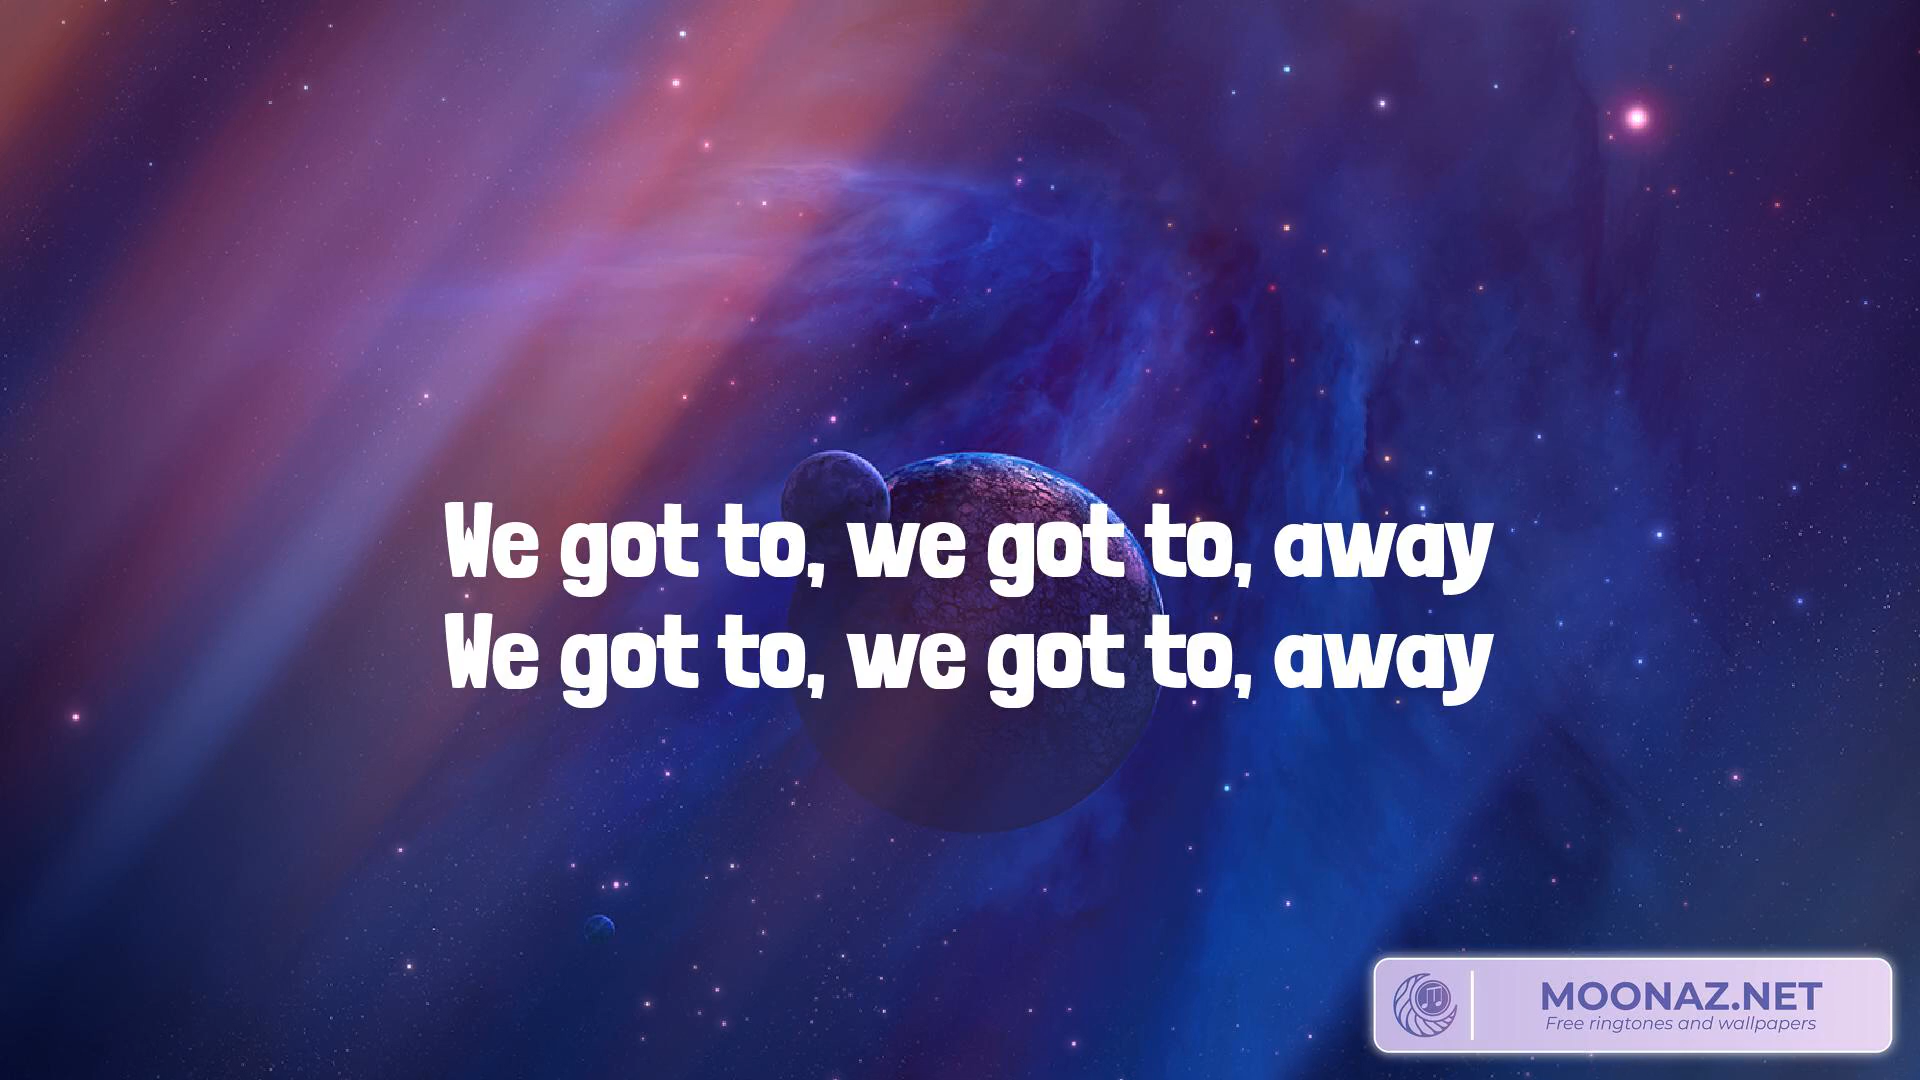 We got to, we got to, away
We got to, we got to, away
MOONAZ.NET
Free ringtones and wallpapers